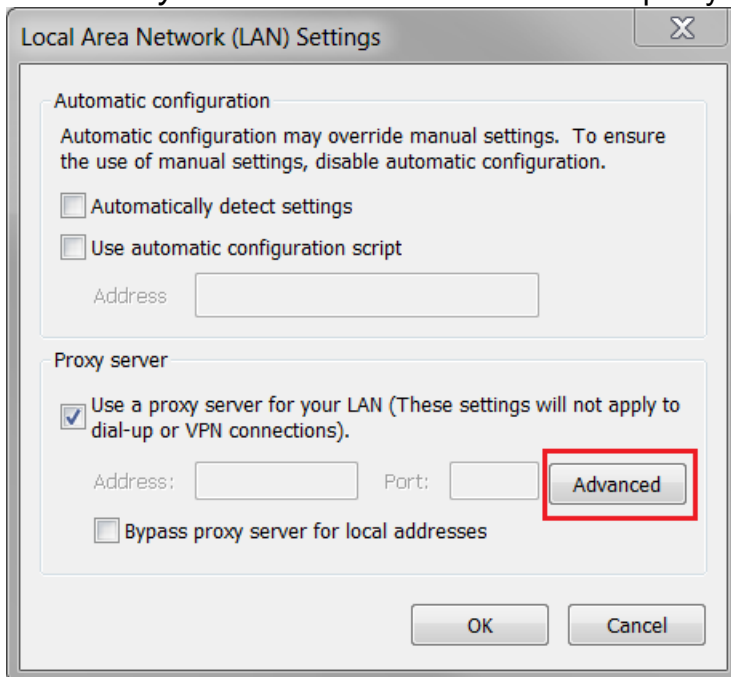 Local Area Network (LAN) Settings
Automatic configuration
Automatic configuration may override manual settings. To ensure
the use of manual settings, disable automatic configuration.
Automatically detect settings
Use automatic configuration script
Address
Proxy server
Use a proxy server for your LAN (These settings will not apply to
dial-up or VPN connections).
Address: Port: Advanced
Bypass proxy server for local addresses
OK Cancel